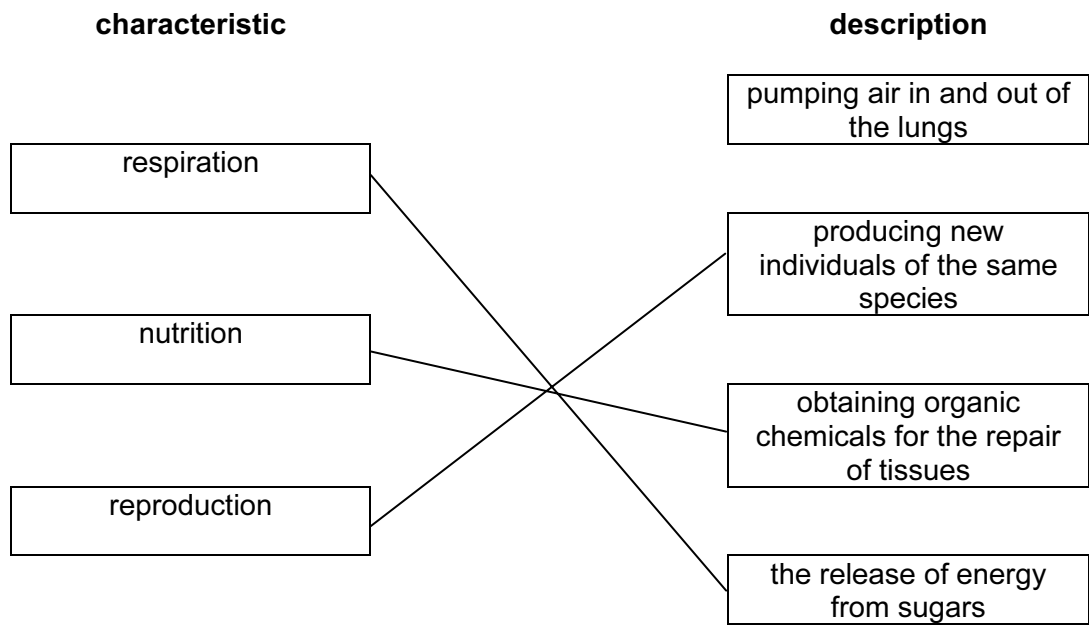 characteristic
description
respiration
nutrition
reproduction
pumping air in and out of
the lungs
producing new
individuals of the same
species
obtaining organic
chemicals for the repair
of tissues
the release of energy
from sugars